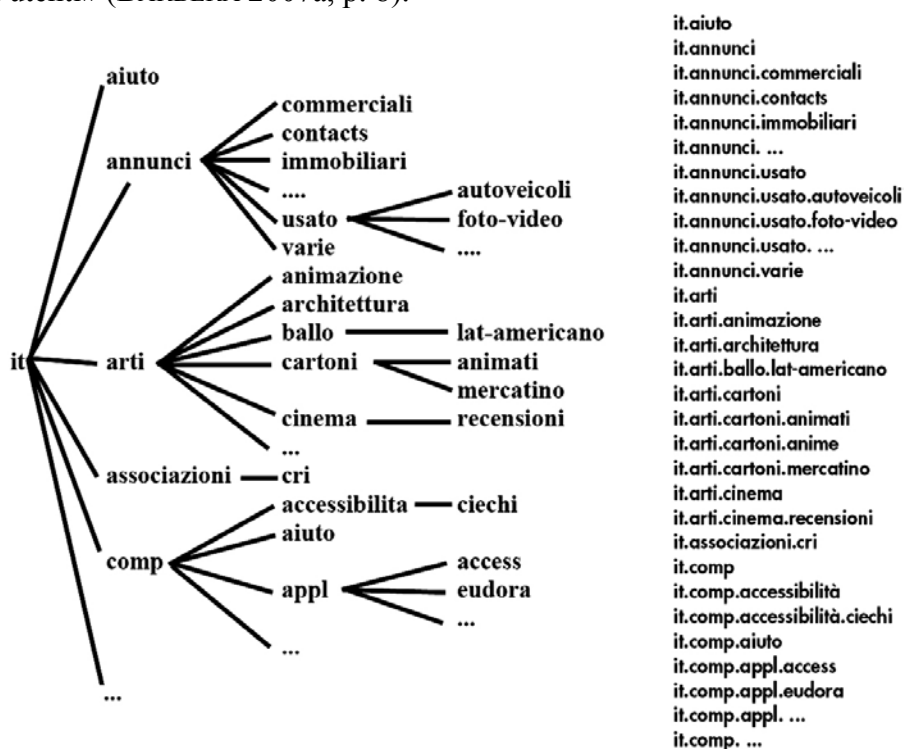 (BARBERA 2007a, p. 8).
aiuto
annunci
commerciali
contacts
immobiliari
....
usato
varie
autoveicoli
foto-video
....
it
arti
animazione
architettura
ballo
lat-americano
cartoni
animati
mercatino
cinema
recensioni
...
associazioni
cri
comp
accessibilita
ciechi
aiuto
appl
access
eudora
...
...
...
it.aiuto
it.annunci
it.annunci.commerciali
it.annunci.contacts
it.annunci.immobiliari
it.annunci. ...
it.annunci.usato
it.annunci.usato.autoveicoli
it.annunci.usato.foto-video
it.annunci.usato. ...
it.annunci.varie
it.arti
it.arti.animazione
it.arti.architettura
it.arti.ballo.lat-americano
it.arti.cartoni
it.arti.cartoni.animati
it.arti.cartoni.anime
it.arti.cartoni.mercatino
it.arti.cinema
it.arti.cinema.recensioni
it.associazioni.cri
it.comp
it.comp.accessibilità
it.comp.accessibilità.ciechi
it.comp.aiuto
it.comp.appl.access
it.comp.appl.eudora
it.comp.appl. ...
it.comp. ...